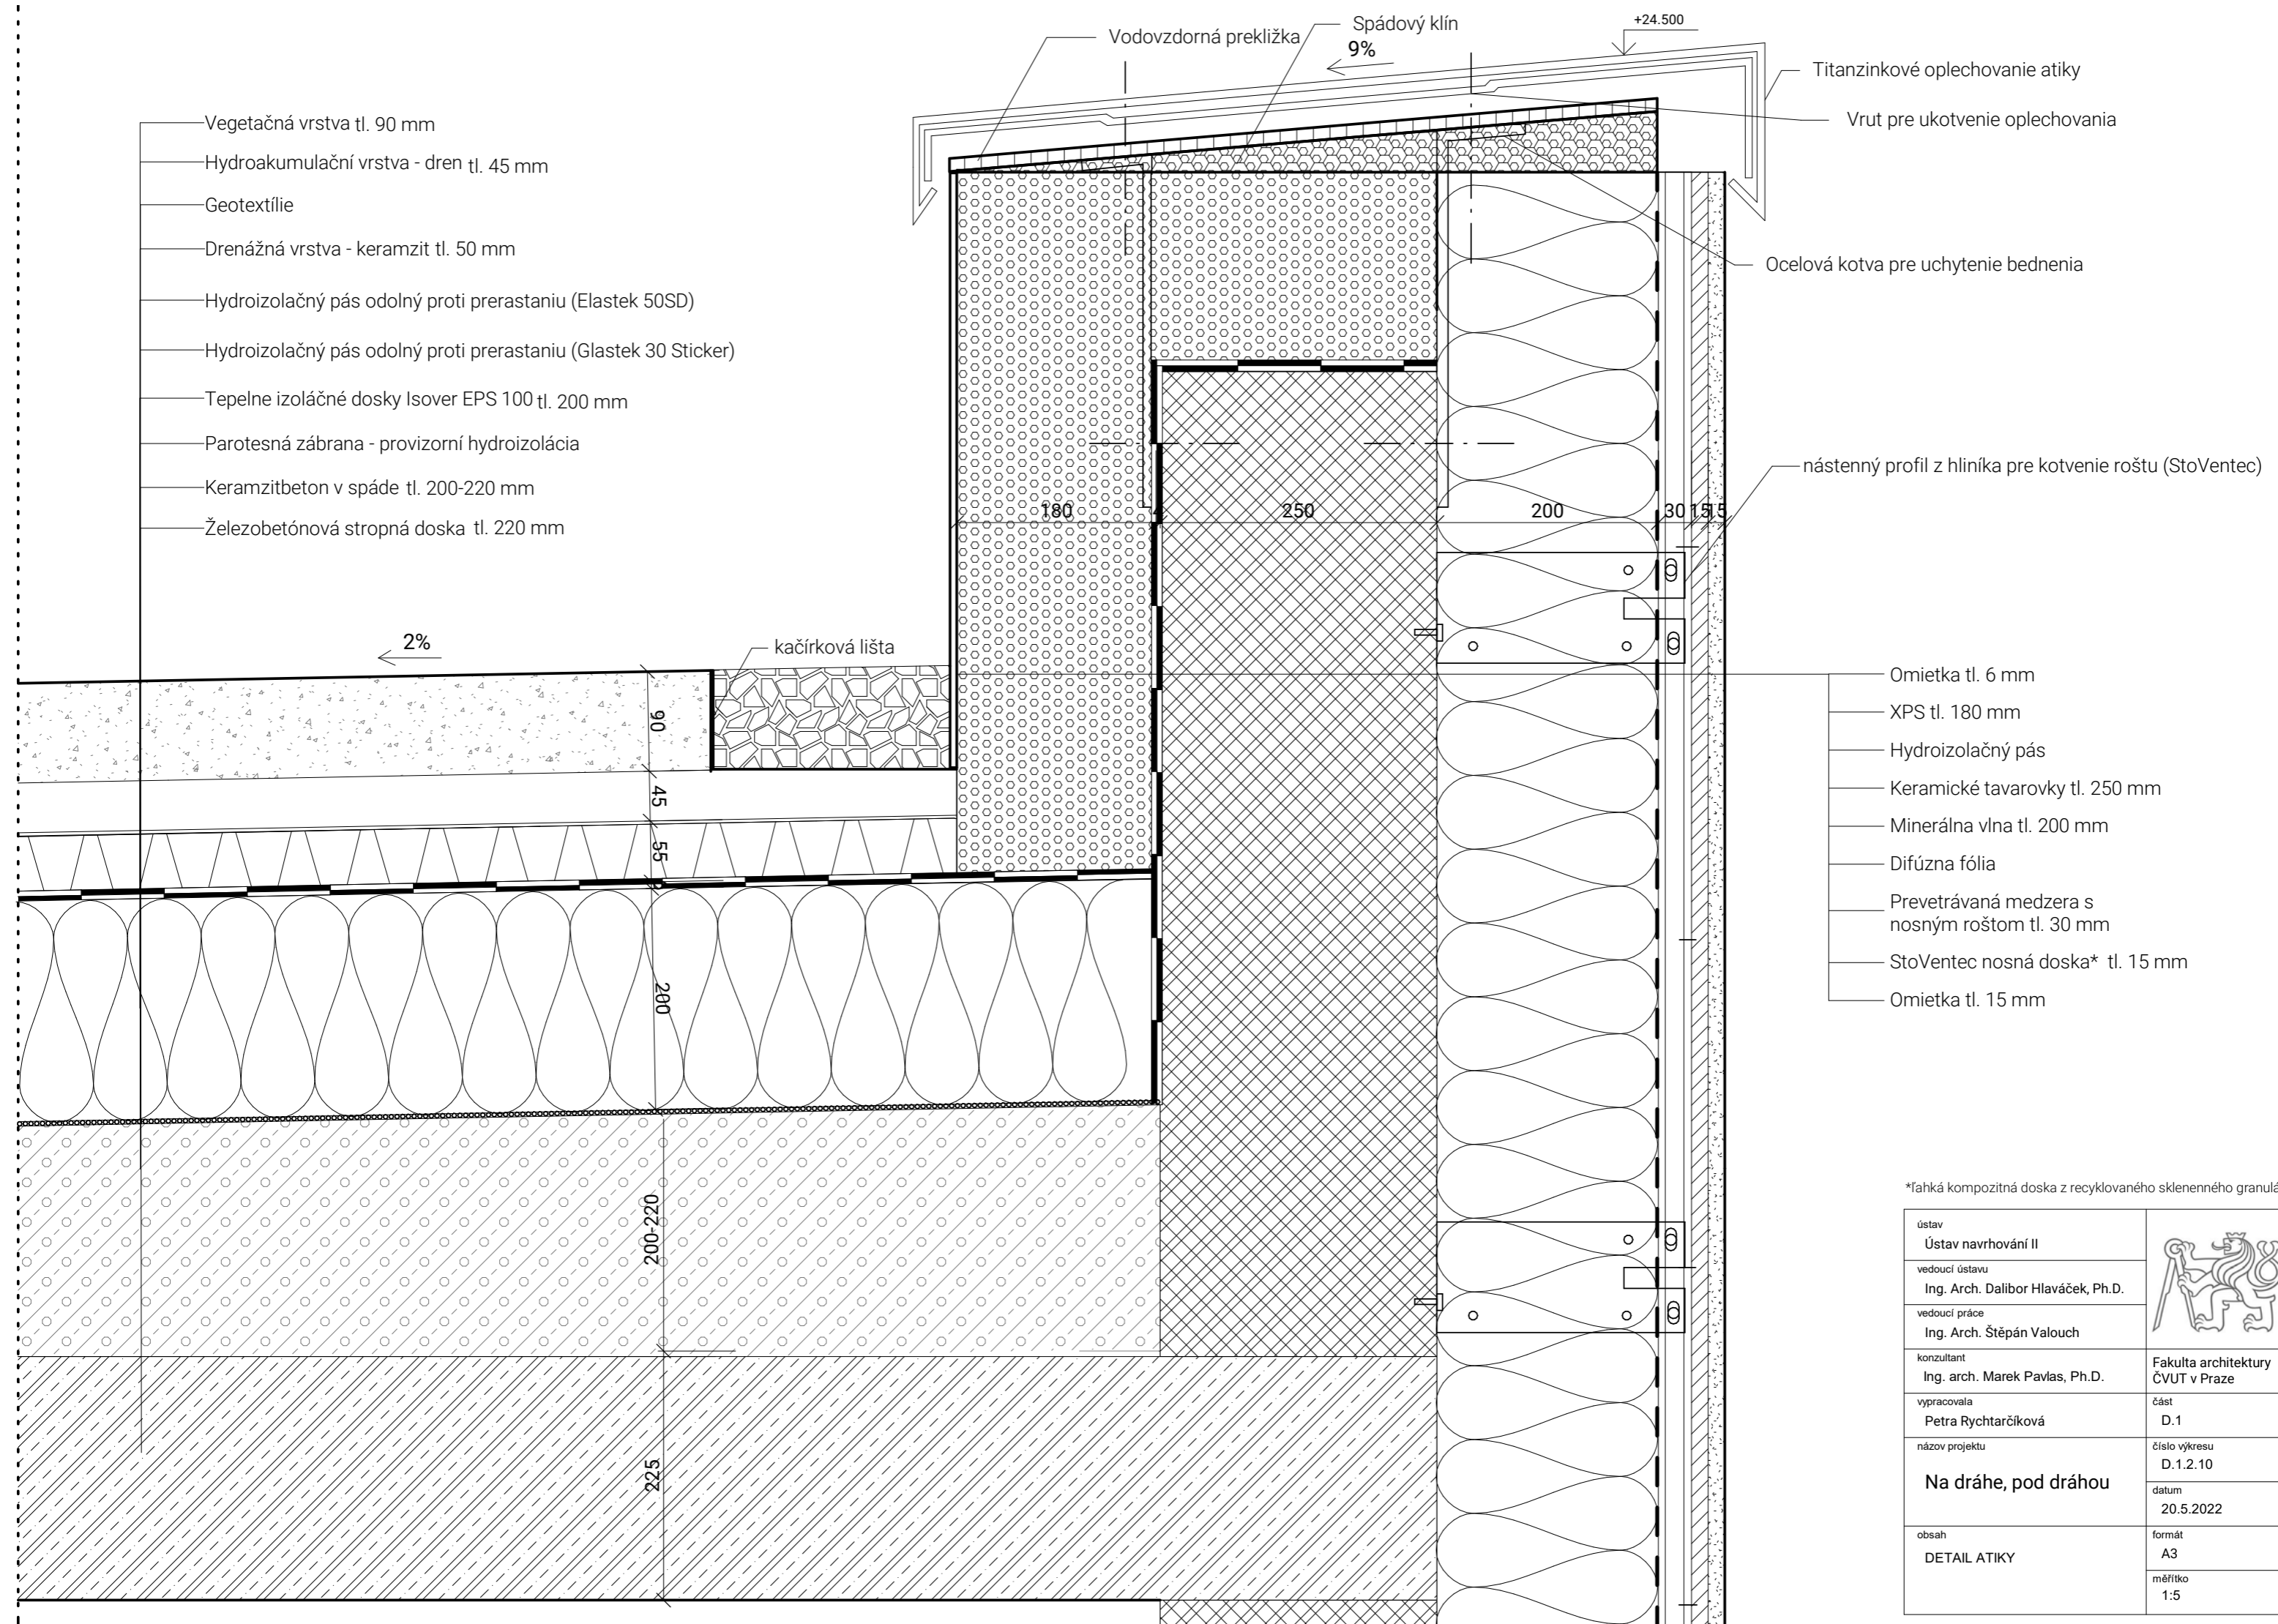 Vodovzdorná prekližka
Spádový klín
9%
+24.500
Titanzinkové oplechovanie atiky
Vrut pre ukotvenie oplechovania
Ocelová kotva pre uchytenie bednenia
nástenný profil z hliníka pre kotvenie roštu (StoVentec)
Vegetačná vrstva tl. 90 mm
Hydroakumulační vrstva - dren tl. 45 mm
Geotextílie
Drenážná vrstva - keramzit tl. 50 mm
Hydroizolačný pás odolný proti prerastaniu (Elastek 50SD)
Hydroizolačný pás odolný proti prerastaniu (Glastek 30 Sticker)
Tepelne izoláčné dosky Isover EPS 100 tl. 200 mm
Parotesná zábrana - provizorní hydroizolácia
Keramzitbeton v spáde tl. 200-220 mm
Železobetónová stropná doska tl. 220 mm
180
250
200
30
15
15
2%
kačírková lišta
90
45
55
200
200-220
225
Omietka tl. 6 mm
XPS tl. 180 mm
Hydroizolačný pás
Keramické tavarovky tl. 250 mm
Minerálna vlna tl. 200 mm
Difúzna fólia
Prevetrávaná medzera s
nosným roštom tl. 30 mm
StoVentec nosná doska* tl. 15 mm
Omietka tl. 15 mm
*ľahká kompozitná doska z recyklovaného sklenenného
ústav
Ústav navrhování II
vedoucí ústavu
Ing. Arch. Dalibor Hlaváček, Ph.D.
vedoucí práce
Ing. Arch. Štěpán Valouch
konzultant
Ing. arch. Marek Pavlas, Ph.D.
Fakulta architektury
ČVUT v Praze
vypracovala
Petra Rychtarčíková
část
D.1
názov projektu
Na dráhe, pod dráhou
číslo výkresu
D.1.2.10
datum
20.5.2022
obsah
DETAIL ATIKY
formát
A3
měřítko
1:5